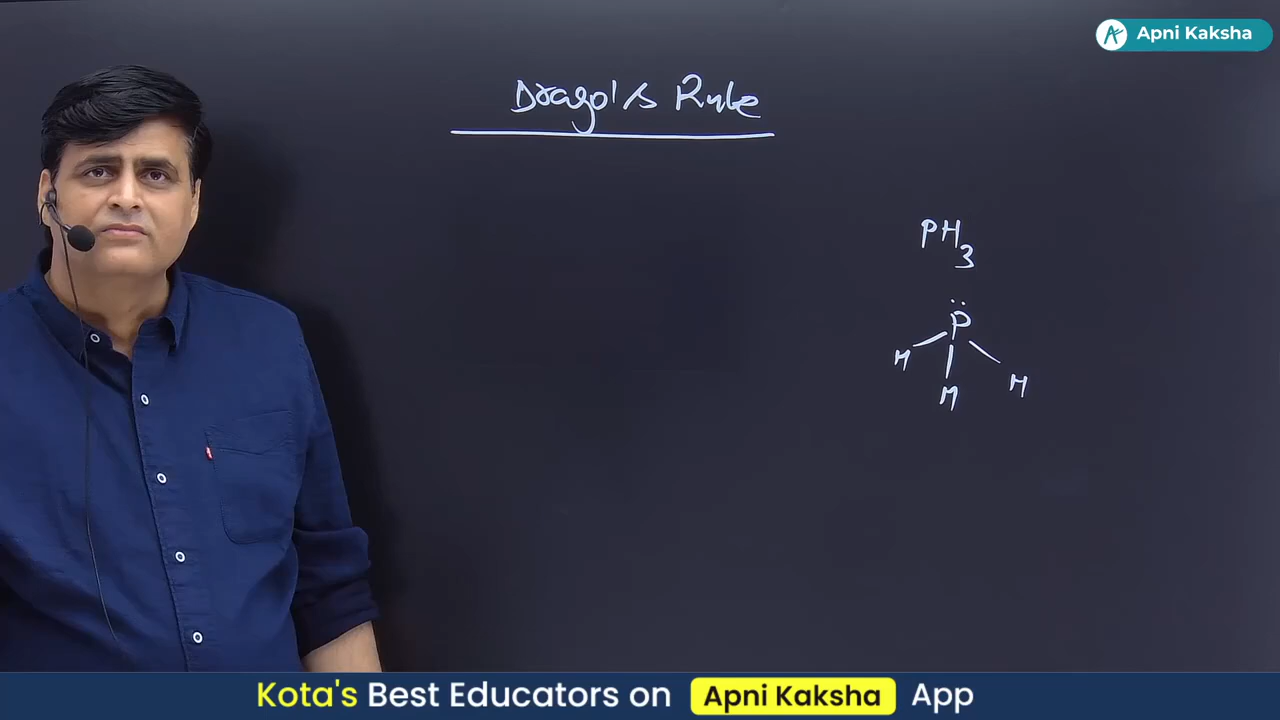 Apni Kaksha
Drago's Rule
PH3
P
H
H
H
Kota's Best Educators on Apni Kaksha App